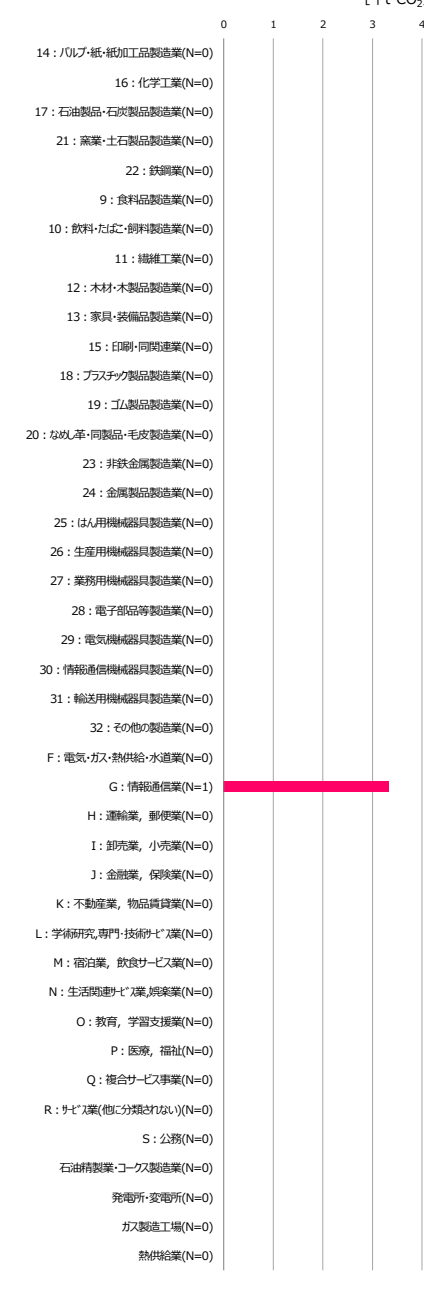 [千t-CO₂
0 1 2 3 4
14：パルプ・紙・紙加工品製造業(N=0)
16：化学工業(N=0)
17：石油製品・石炭製品製造業(N=0)
21：窯業・土石製品製造業(N=0)
22：鉄鋼業(N=0)
9：食料品製造業(N=0)
10：飲料・たばこ・飼料製造業(N=0)
11：繊維工業(N=0)
12：木材・木製品製造業(N=0)
13：家具・装備品製造業(N=0)
15：印刷・同関連業(N=0)
18：プラスチック製品製造業(N=0)
19：ゴム製品製造業(N=0)
20：なめし革・同製品・毛皮製造業(N=0)
23：非鉄金属製造業(N=0)
24：金属製品製造業(N=0)
25：はん用機械器具製造業(N=0)
26：生産用機械器具製造業(N=0)
27：業務用機械器具製造業(N=0)
28：電子部品等製造業(N=0)
29：電気機械器具製造業(N=0)
30：情報通信機械器具製造業(N=0)
31：輸送用機械器具製造業(N=0)
32：その他の製造業(N=0)
F：電気・ガス・熱供給・水道業(N=0)
G：情報通信業(N=1)
H：運輸業，郵便業(N=0)
I：卸売業，小売業(N=0)
J：金融業，保険業(N=0)
K：不動産業，物品賃貸業(N=0)
L：学術研究,専門・技術ｻｰﾋﾞｽ業(N=0)
M：宿泊業，飲食サービス業(N=0)
N：生活関連ｻｰﾋﾞｽ業,娯楽業(N=0)
O：教育，学習支援業(N=0)
P：医療，福祉(N=0)
Q：複合サービス事業(N=0)
R：ｻｰﾋﾞｽ業(他に分類されない)(N=0)
S：公務(N=0)
石油精製業・コークス製造業(N=0)
発電所・変電所(N=0)
ガス製造工場(N=0)
熱供給業(N=0)